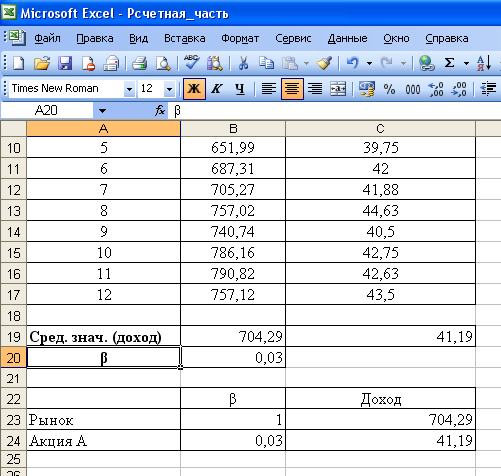 Microsoft Excel - Рсчетная_часть
Файл Правка Вид Вставка Формат Сервис Данные Окно Справка
Times New Roman 12 Ж К Ч % 000
A20 fx β
A B C
10 5 651,99 39,75
11 6 687,31 42
12 7 705,27 41,88
13 8 757,02 44,63
14 9 740,74 40,5
15 10 786,16 42,75
16 11 790,82 42,63
17 12 757,12 43,5
18
19 Сред. знач. (доход) 704,29 41,19
20 β 0,03
21
22 β Доход
23 Рынок 1 704,29
24 Акция А 0,03 41,19
25